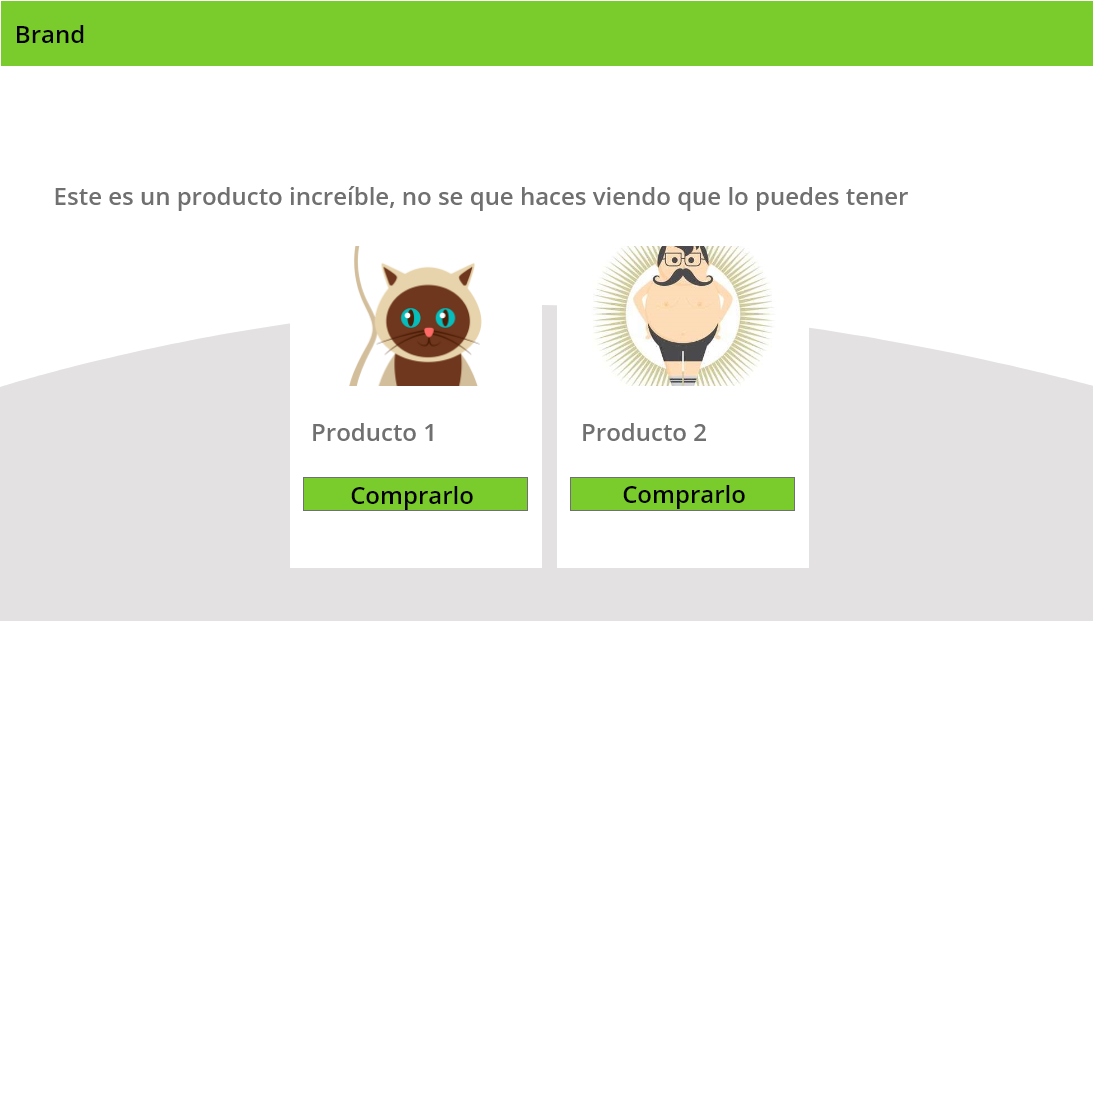 Brand
Este es un producto increíble, no se que haces viendo que lo puedes tener
Producto 1
Producto 2
Comprarlo
Comprarlo